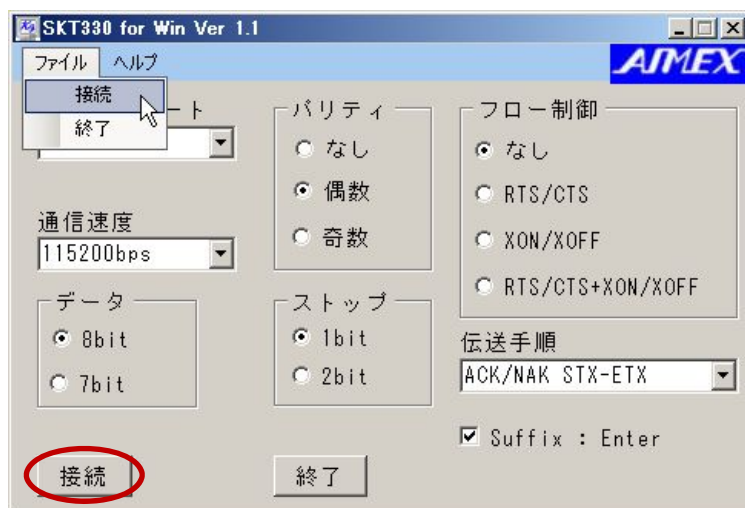 SKT330 for Win Ver 1.1
ファイル ヘルプ
AIMEX
接続
終了
ート
通信速度
115200bps
データ
8bit
7bit
パリティ
なし
偶数
奇数
ストップ
1bit
2bit
フロー制御
なし
RTS/CTS
XON/XOFF
RTS/CTS+XON/XOFF
伝送手順
ACK/NAK STX-ETX
Suffix : Enter
接続
終了